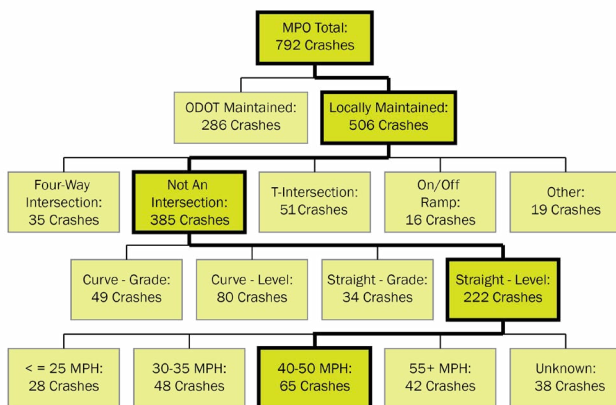 MPO Total:
792 Crashes
ODOT Maintained:
286 Crashes
Locally Maintained:
506 Crashes
Four-Way
Intersection:
35 Crashes
Not An
Intersection:
385 Crashes
T-Intersection:
51 Crashes
On/Off
Ramp:
16 Crashes
Other:
19 Crashes
Curve - Grade:
49 Crashes
Curve - Level:
80 Crashes
Straight - Grade:
34 Crashes
Straight - Level:
222 Crashes
< = 25 MPH:
28 Crashes
30-35 MPH:
48 Crashes
40-50 MPH:
65 Crashes
55+ MPH:
42 Crashes
Unknown:
38 Crashes